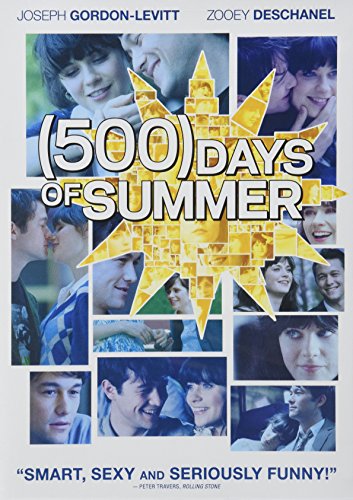 JOSEPH GORDON-LEVITT ZOOEY DESCHANEL
(500) DAYS
OF SUMMER
“SMART, SEXY AND SERIOUSLY FUNNY!”
— PETER TRAVERS, ROLLING STONE